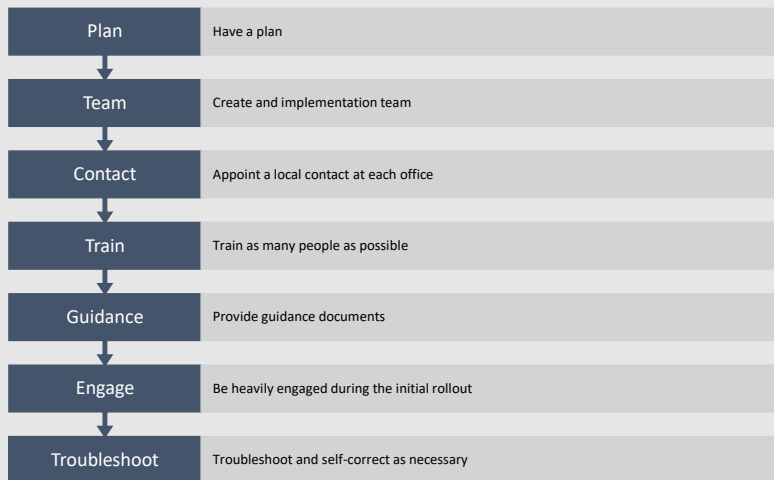 Plan
Have a plan
Team
Create and implementation team
Contact
Appoint a local contact at each office
Train
Train as many people as possible
Guidance
Provide guidance documents
Engage
Be heavily engaged during the initial rollout
Troubleshoot
Troubleshoot and self-correct as necessary